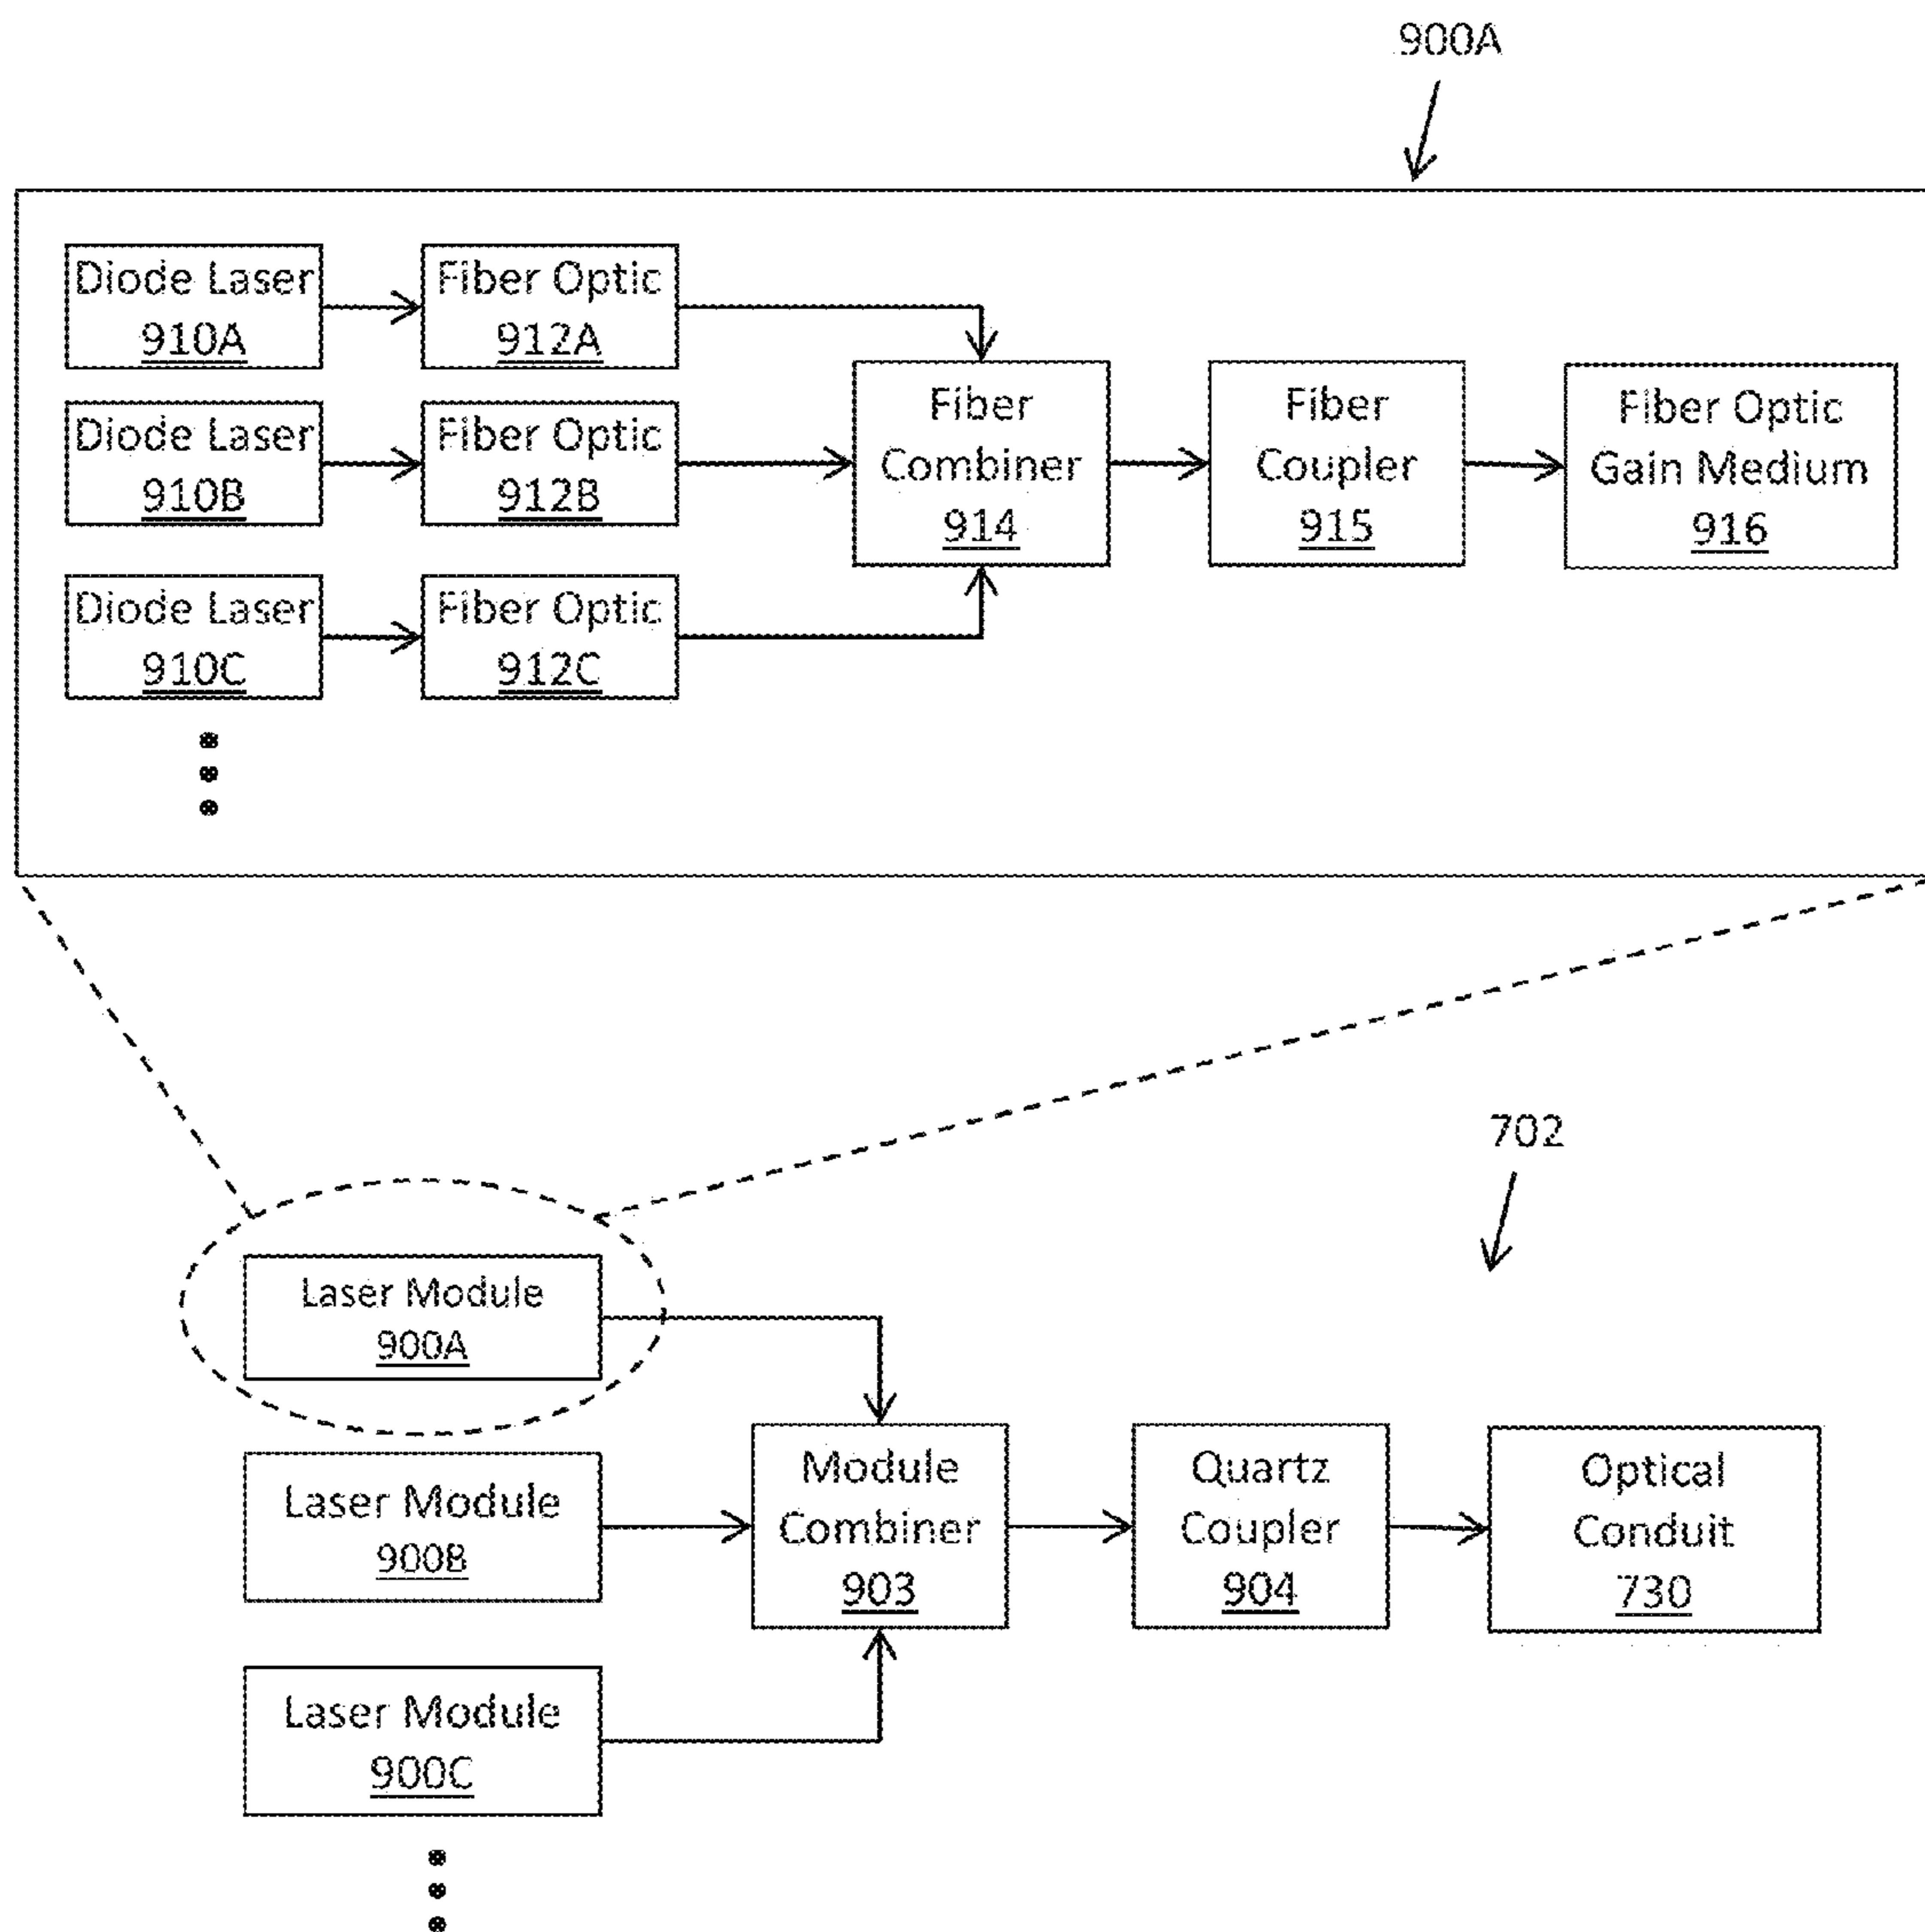 900A
Diode Laser
910A
Fiber Optic
912A
Diode Laser
910B
Fiber Optic
912B
Diode Laser
910C
Fiber Optic
912C
Fiber
Combiner
914
Fiber
Coupler
915
Fiber Optic
Gain Medium
916
702
Laser Module
900A
Laser Module
900B
Laser Module
900C
Module
Combiner
903
Quartz
Coupler
904
Optical
Conduit
730